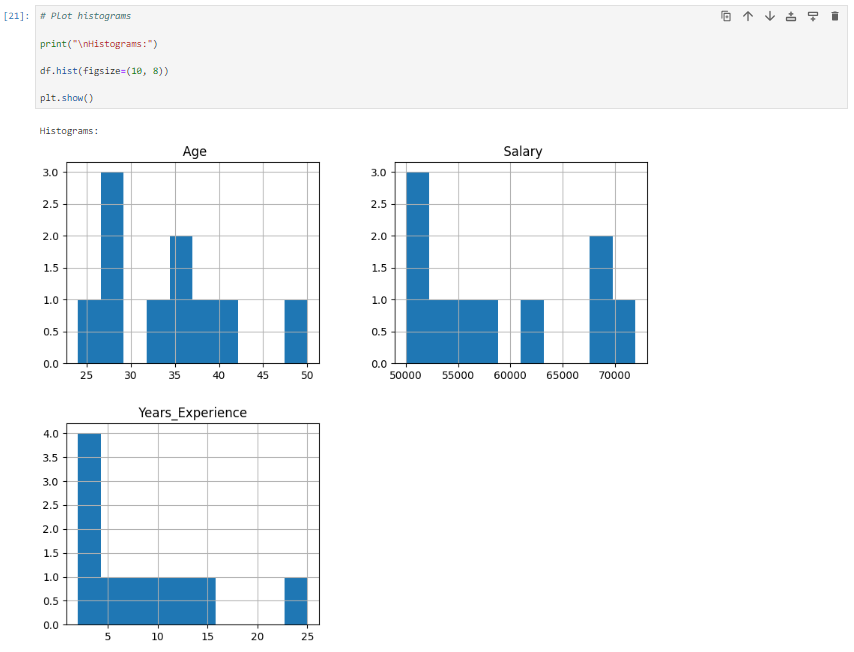 [21]: # Plot histograms
print("\nHistograms:")
df.hist(figsize=(10, 8))
plt.show()
Histograms:
Age
3.0
2.5
2.0
1.5
1.0
0.5
0.0
25 30 35 40 45 50
Salary
3.0
2.5
2.0
1.5
1.0
0.5
0.0
50000 55000 60000 65000 70000
Years_Experience
4.0
3.5
3.0
2.5
2.0
1.5
1.0
0.5
0.0
5 10 15 20 25